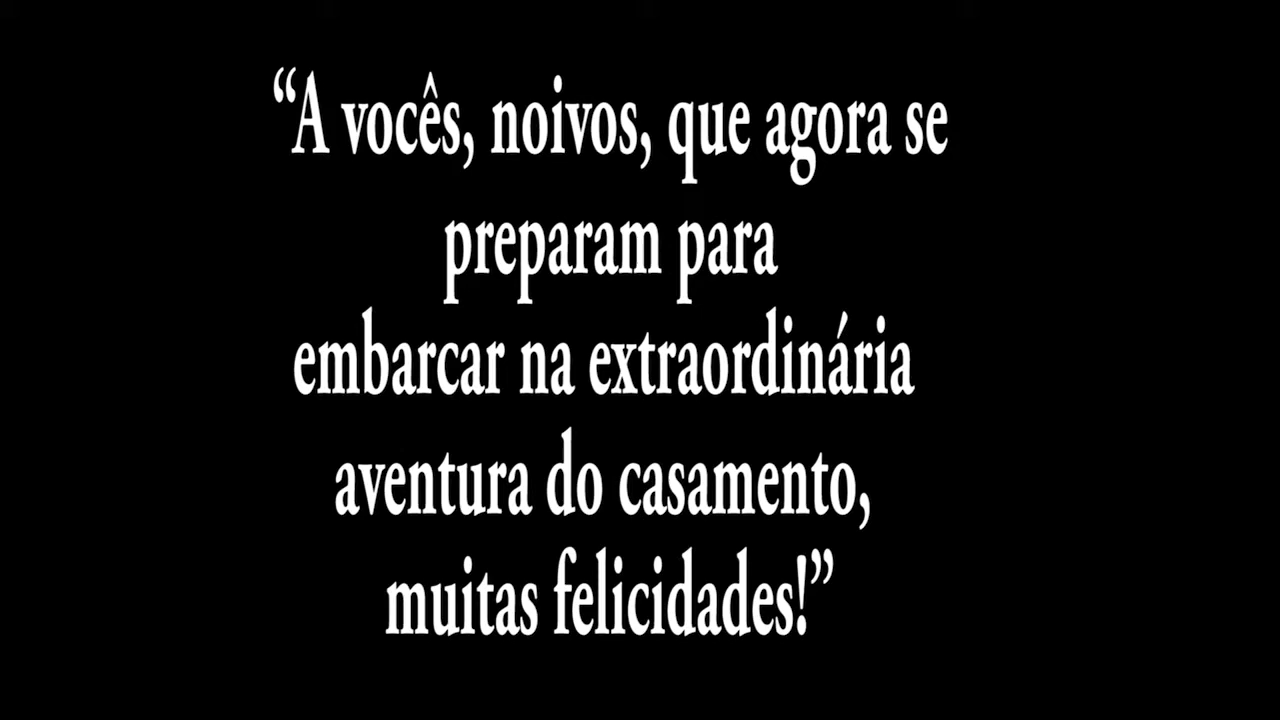 “A vocês, noivos, que agora se
preparam para
embarcar na extraordinária
aventura do casamento,
muitas felicidades!”